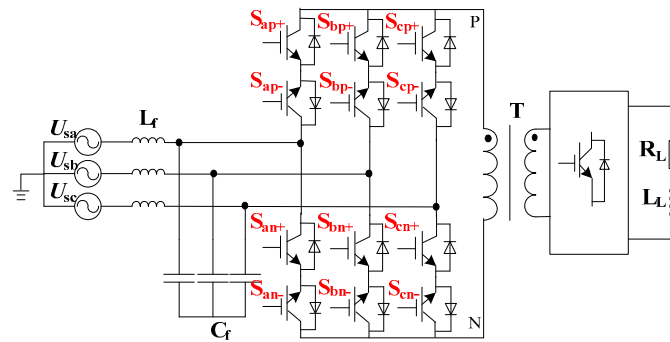 Sap+ Sbp+ Scp+ P
Sap- Sbp- Scp-
Lf T
Usa
Usb
Usc
RL
LL
San+ Sbn+ Scn+
San- Sbn- Scn-
Cf N